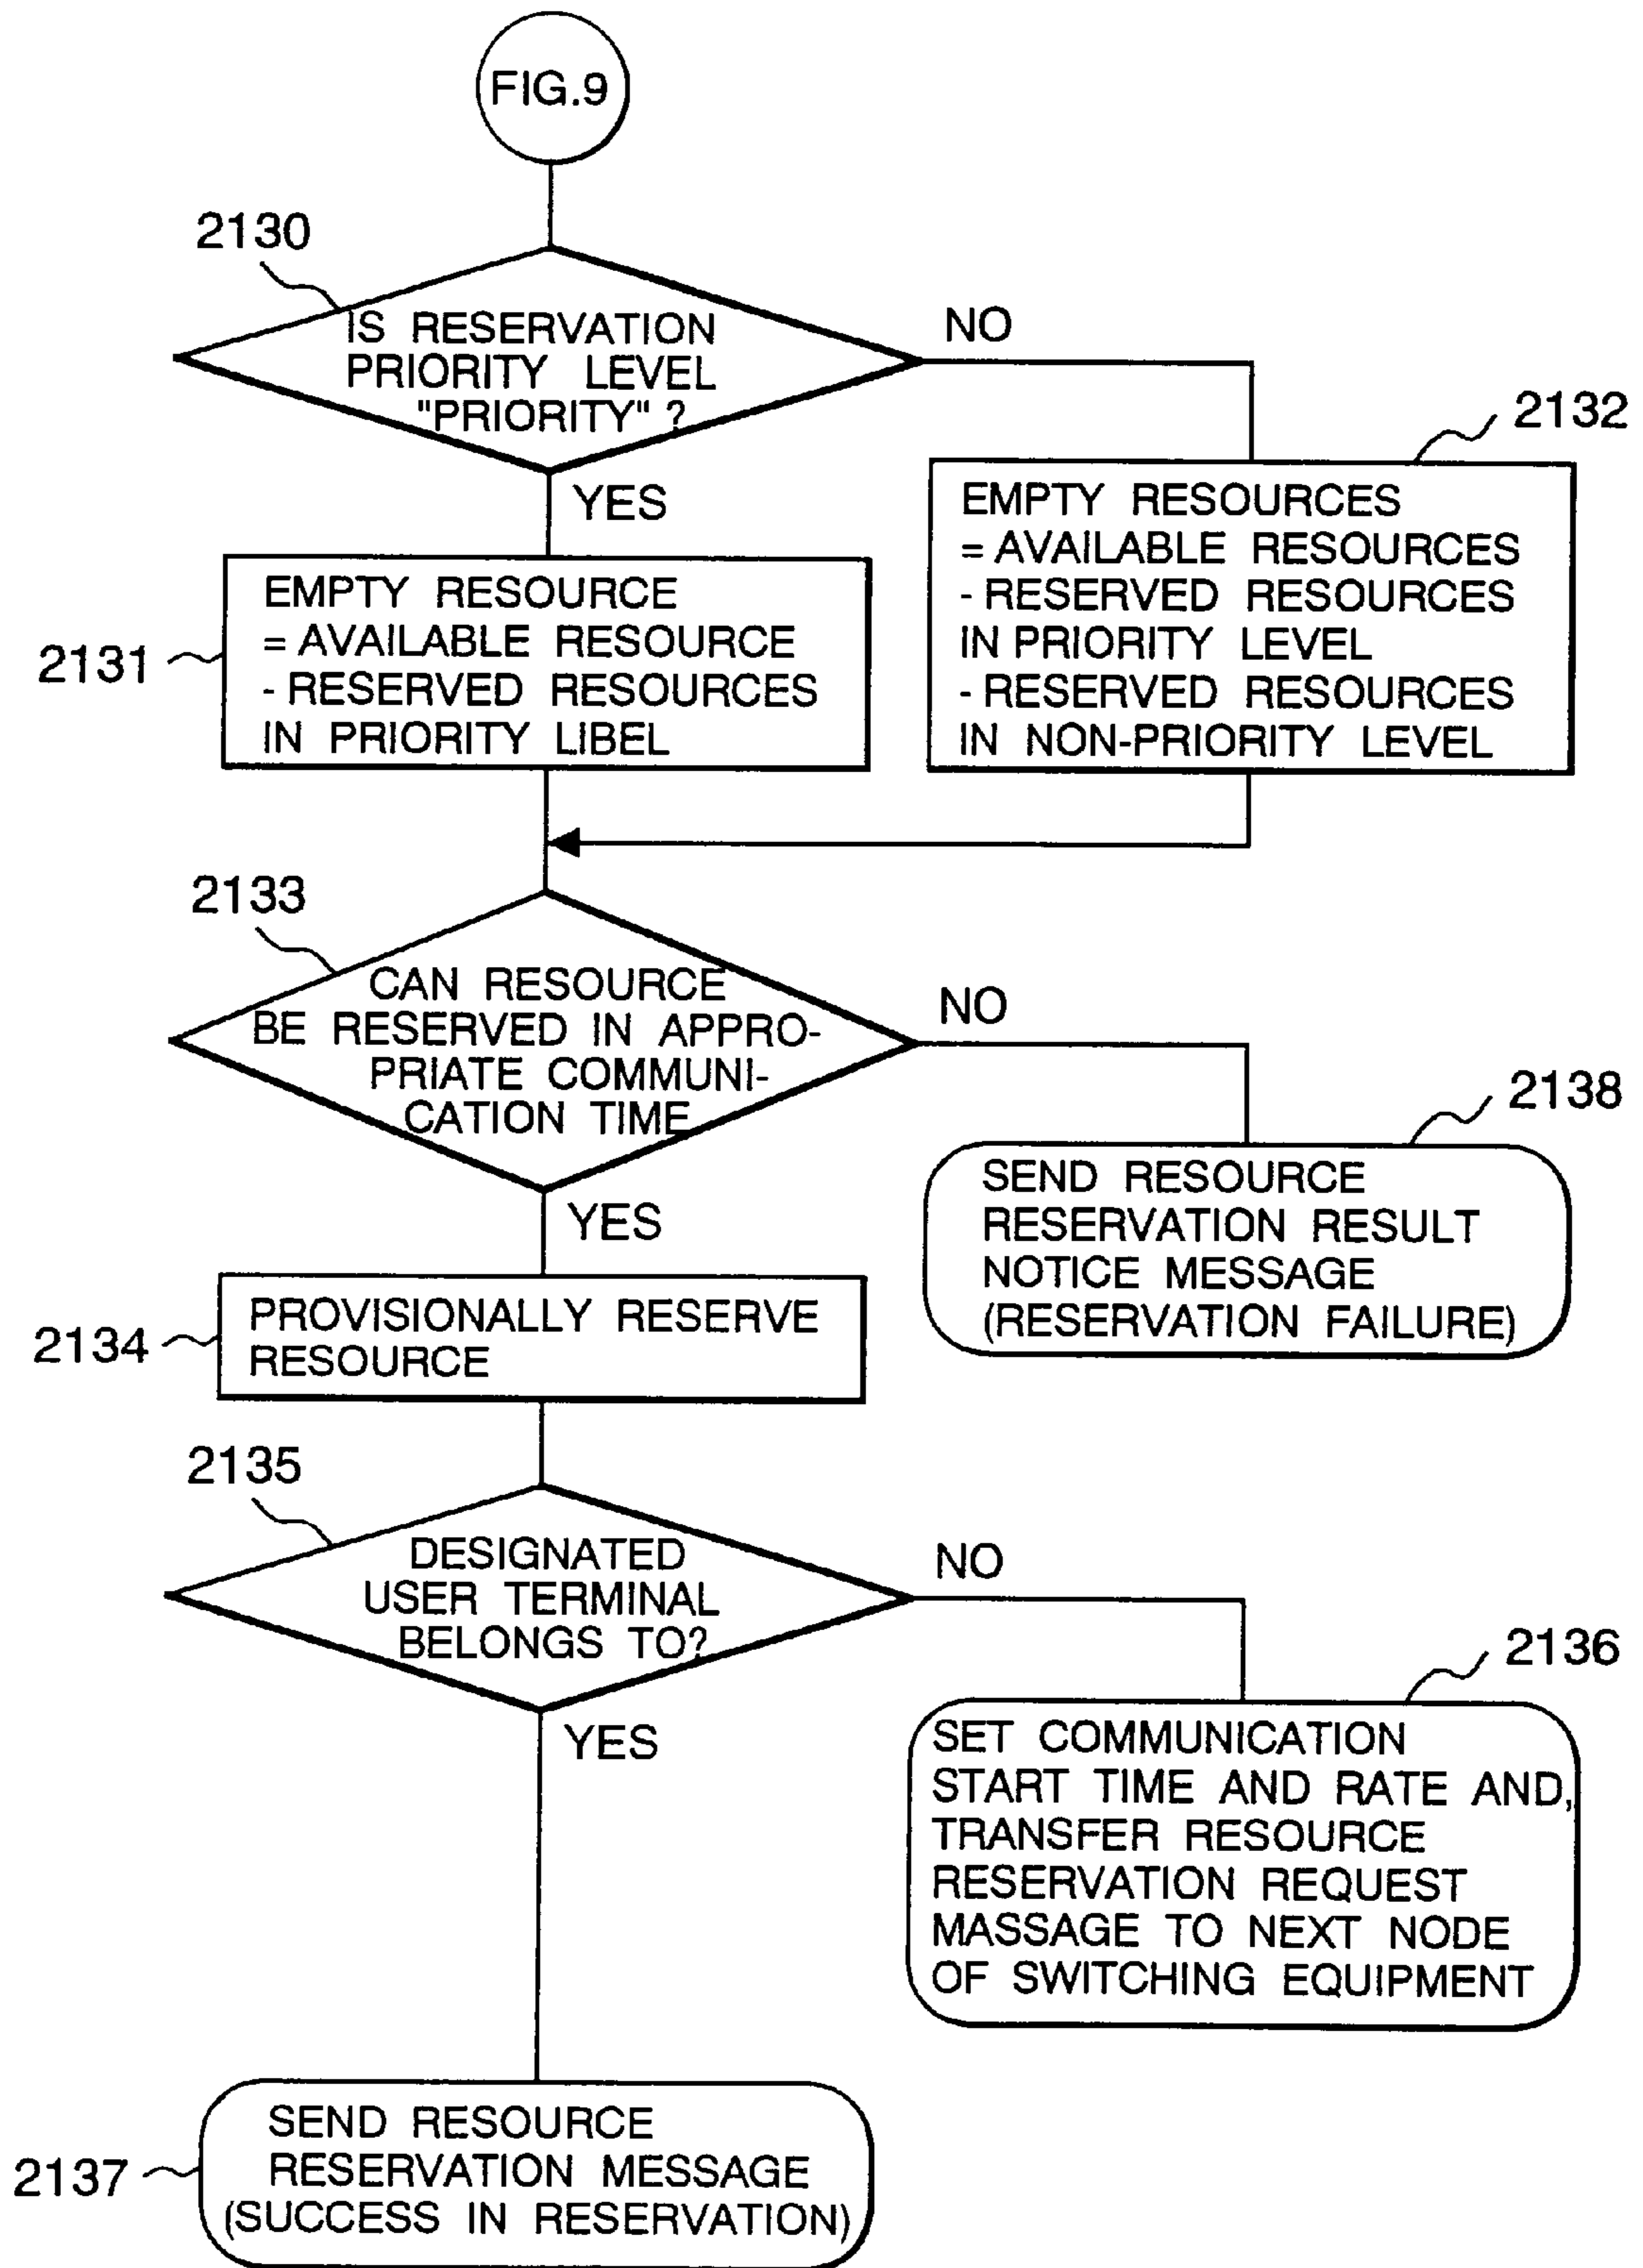 FIG.9
2130
IS RESERVATION
PRIORITY LEVEL
"PRIORITY" ?
NO
YES
2132
EMPTY RESOURCES
= AVAILABLE RESOURCES
- RESERVED RESOURCES
IN PRIORITY LEVEL
- RESERVED RESOURCES
IN NON-PRIORITY LEVEL
2131
EMPTY RESOURCE
= AVAILABLE RESOURCE
- RESERVED RESOURCES
IN PRIORITY LIBEL
2133
CAN RESOURCE
BE RESERVED IN APPRO-
PRIATE COMMUNI-
CATION TIME
NO
YES
2138
SEND RESOURCE
RESERVATION RESULT
NOTICE MESSAGE
(RESERVATION FAILURE)
2134
PROVISIONALLY RESERVE
RESOURCE
2135
DESIGNATED
USER TERMINAL
BELONGS TO?
NO
YES
2136
SET COMMUNICATION
START TIME AND RATE AND,
TRANSFER RESOURCE
RESERVATION REQUEST
MASSAGE TO NEXT NODE
OF SWITCHING EQUIPMENT
2137
SEND RESOURCE
RESERVATION MESSAGE
(SUCCESS IN RESERVATION)